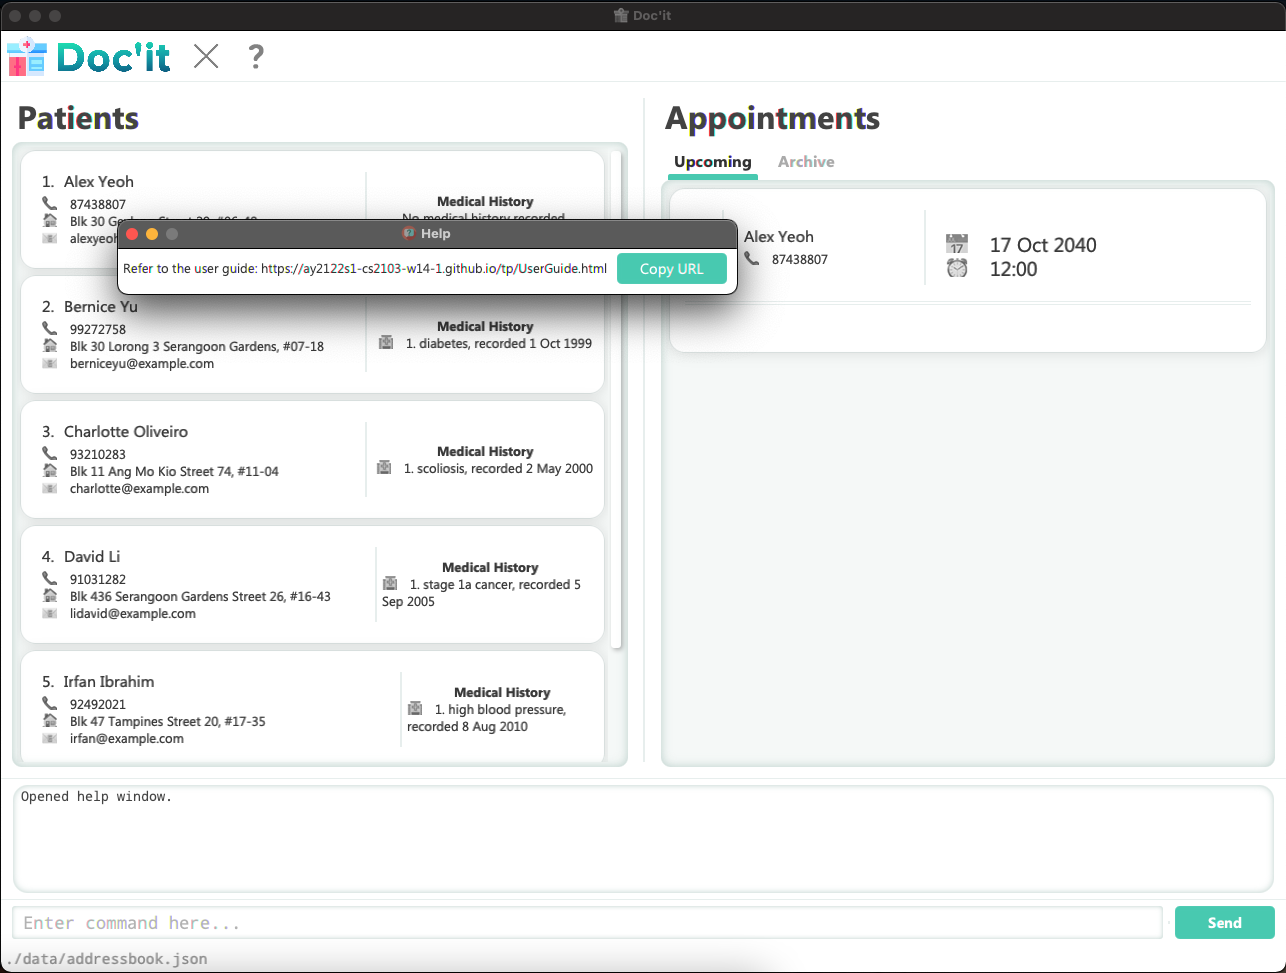 Doc'it
Doc'it
?
Patients
1. Alex Yeoh
87438807
Blk 30
alexyeoh
Medical History
No medical history recorded
Help
Refer to the user guide: https://ay2122s1-cs2103-w14-1.github.io/tp/UserGuide.html
Copy URL
2. Bernice Yu
99272758
Blk 30 Lorong 3 Serangoon Gardens, #07-18
berniceyu@example.com
Medical History
1. diabetes, recorded 1 Oct 1999
3. Charlotte Oliveiro
93210283
Blk 11 Ang Mo Kio Street 74, #11-04
charlotte@example.com
Medical History
1. scoliosis, recorded 2 May 2000
4. David Li
91031282
Blk 436 Serangoon Gardens Street 26, #16-43
lidavid@example.com
Medical History
1. stage 1a cancer, recorded 5
Sep 2005
5. Irfan Ibrahim
92492021
Blk 47 Tampines Street 20, #17-35
irfan@example.com
Medical History
1. high blood pressure,
recorded 8 Aug 2010
Appointments
Upcoming
Archive
Alex Yeoh
87438807
17
17 Oct 2040
12:00
Opened help window.
Enter command here...
Send
./data/addressbook.json